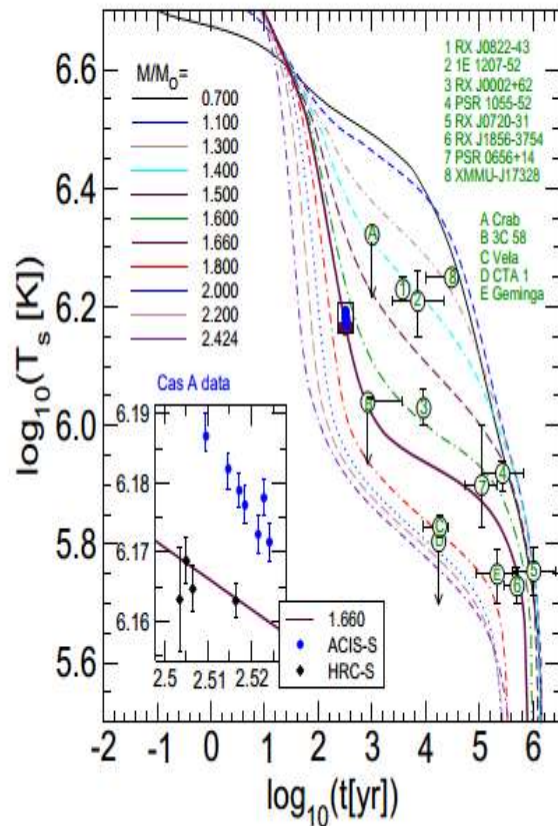 6.6
6.4
6.2
6.0
5.8
5.6
log10(Ts [K])
M/M⊙=
0.700
1.100
1.300
1.400
1.500
1.600
1.660
1.800
2.000
2.200
2.424
1 RX J0822-43
2 1E 1207-52
3 RX J0002+62
4 PSR 1055-52
5 RX J0720-31
6 RX J1856-3754
7 PSR 0656+14
8 XMMU-J17328
A Crab
B 3C 58
C Vela
D CTA 1
E Geminga
A
8
1
2
B
3
4
7
C
D
E
6
5
Cas A data
6.19
6.18
6.17
6.16
2.5
2.51
2.52
1.660
ACIS-S
HRC-S
-2 -1 0 1 2 3 4 5 6
log10(t[yr])